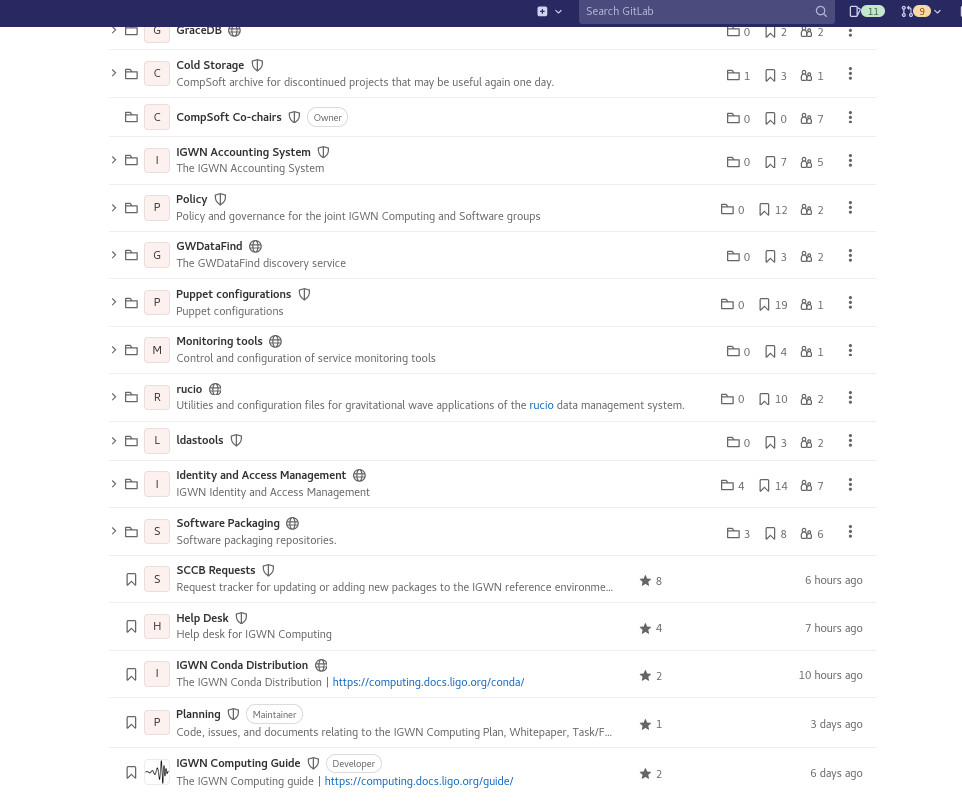 Search GitLab 11 9
G GraceDB 0 2 2
C Cold Storage 1 3 1
CompSoft archive for discontinued projects that may be useful again one day.
C CompSoft Co-chairs Owner 0 0 7
I IGWN Accounting System 0 7 5
The IGWN Accounting System
P Policy 0 12 2
Policy and governance for the joint IGWN Computing and Software groups
G GWDataFind 0 3 2
The GWDataFind discovery service
P Puppet configurations 0 19 1
Puppet configurations
M Monitoring tools 0 4 1
Control and configuration of service monitoring tools
R rucio 0 10 2
Utilities and configuration files for gravitational wave applications of the rucio data management system.
L ldastools 0 3 2
I Identity and Access Management 4 14 7
IGWN Identity and Access Management
S Software Packaging 3 8 6
Software packaging repositories.
S SCCB Requests 8 6 hours ago
Request tracker for updating or adding new packages to the IGWN reference environme...
H Help Desk 4 7 hours ago
Help desk for IGWN Computing
I IGWN Conda Distribution 2 10 hours ago
The IGWN Conda Distribution | https://computing.docs.ligo.org/conda/
P Planning Maintainer 1 3 days ago
Code, issues, and documents relating to the IGWN Computing Plan, Whitepaper, Task/F...
IGWN Computing Guide Developer 2 6 days ago
The IGWN Computing guide | https://computing.docs.ligo.org/guide/